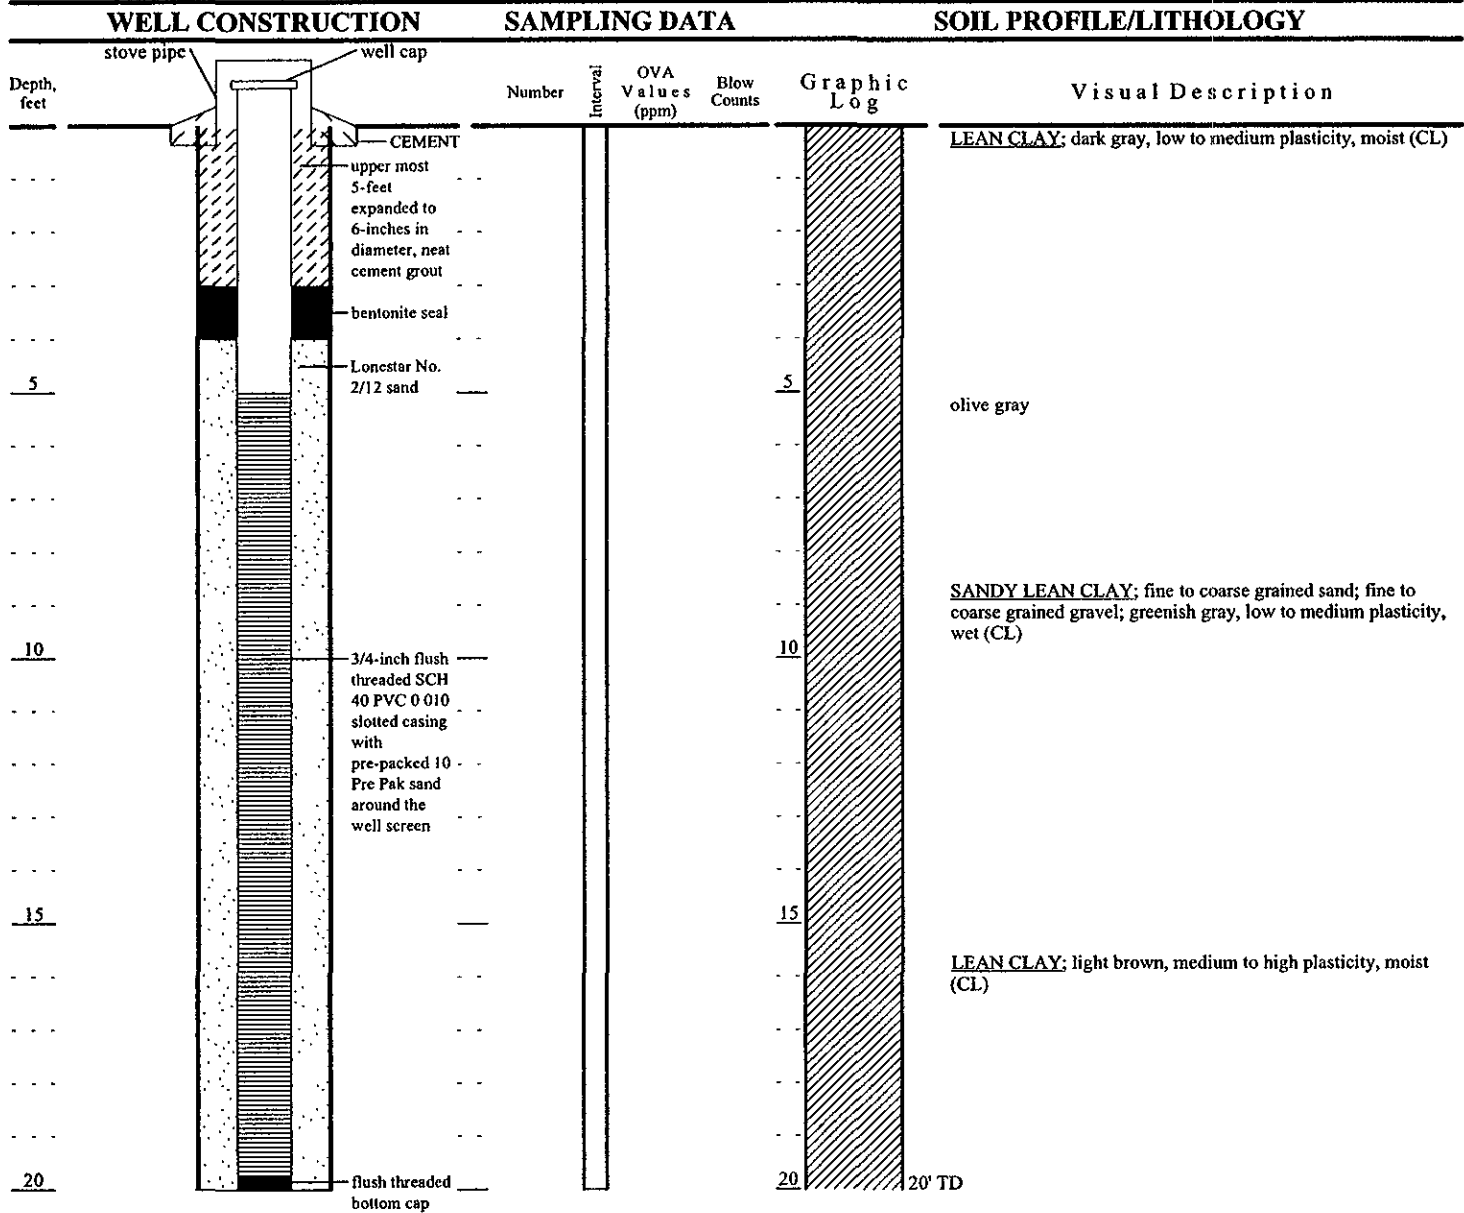 WELL CONSTRUCTION
SAMPLING DATA
SOIL PROFILE/LITHOLOGY
stove pipe
well cap
Depth,
feet
Number
Interval
OVA
Values
(ppm)
Blow
Counts
Graphic
Log
Visual Description
CEMENT
upper most
5-feet
expanded to
6-inches in
diameter, neat
cement grout
bentonite seal
Lonestar No.
2/12 sand
3/4-inch flush
threaded SCH
40 PVC 0 010
slotted casing
with
pre-packed 10
Pre Pak sand
around the
well screen
flush threaded
bottom cap
5
10
15
20
5
10
15
20
20' TD
LEAN CLAY; dark gray, low to medium plasticity, moist (CL)
olive gray
SANDY LEAN CLAY; fine to coarse grained sand; fine to
coarse grained gravel; greenish gray, low to medium plasticity,
wet (CL)
LEAN CLAY; light brown, medium to high plasticity, moist
(CL)